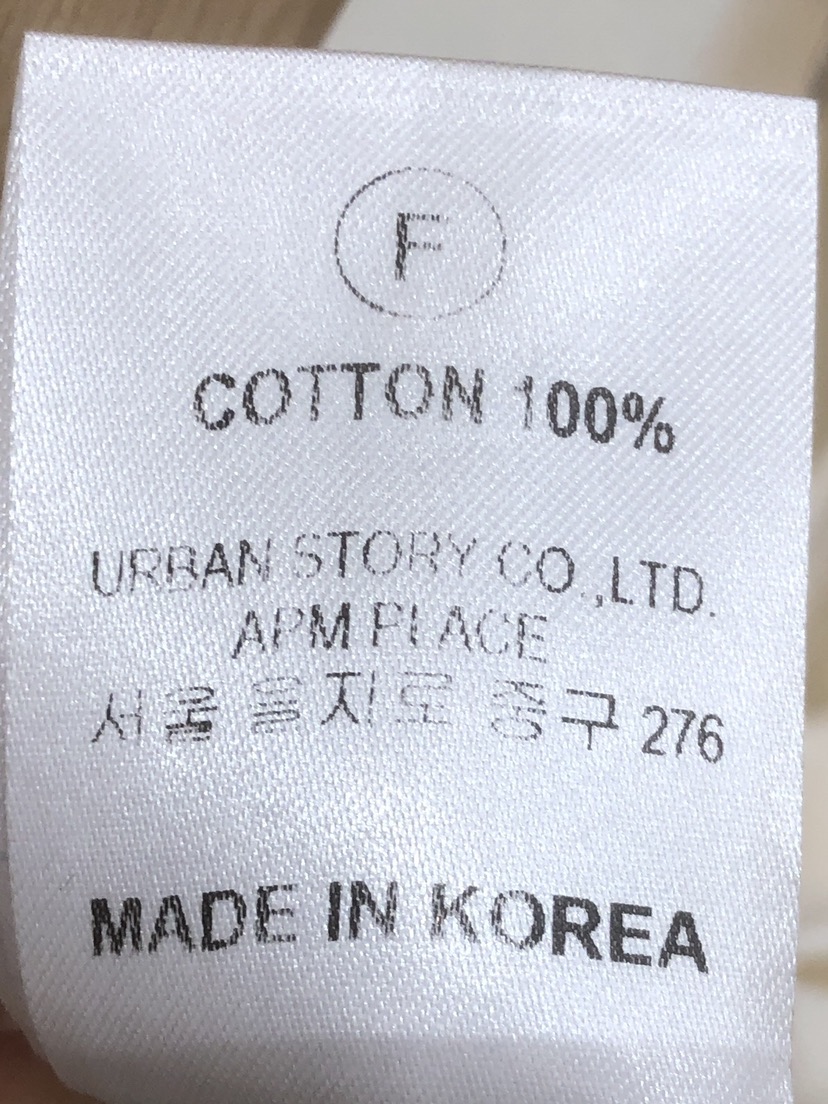 F
COTTON 100%
URBAN STORY CO.,LTD.
APM PLACE
서울 을지로 중구 276
MADE IN KOREA